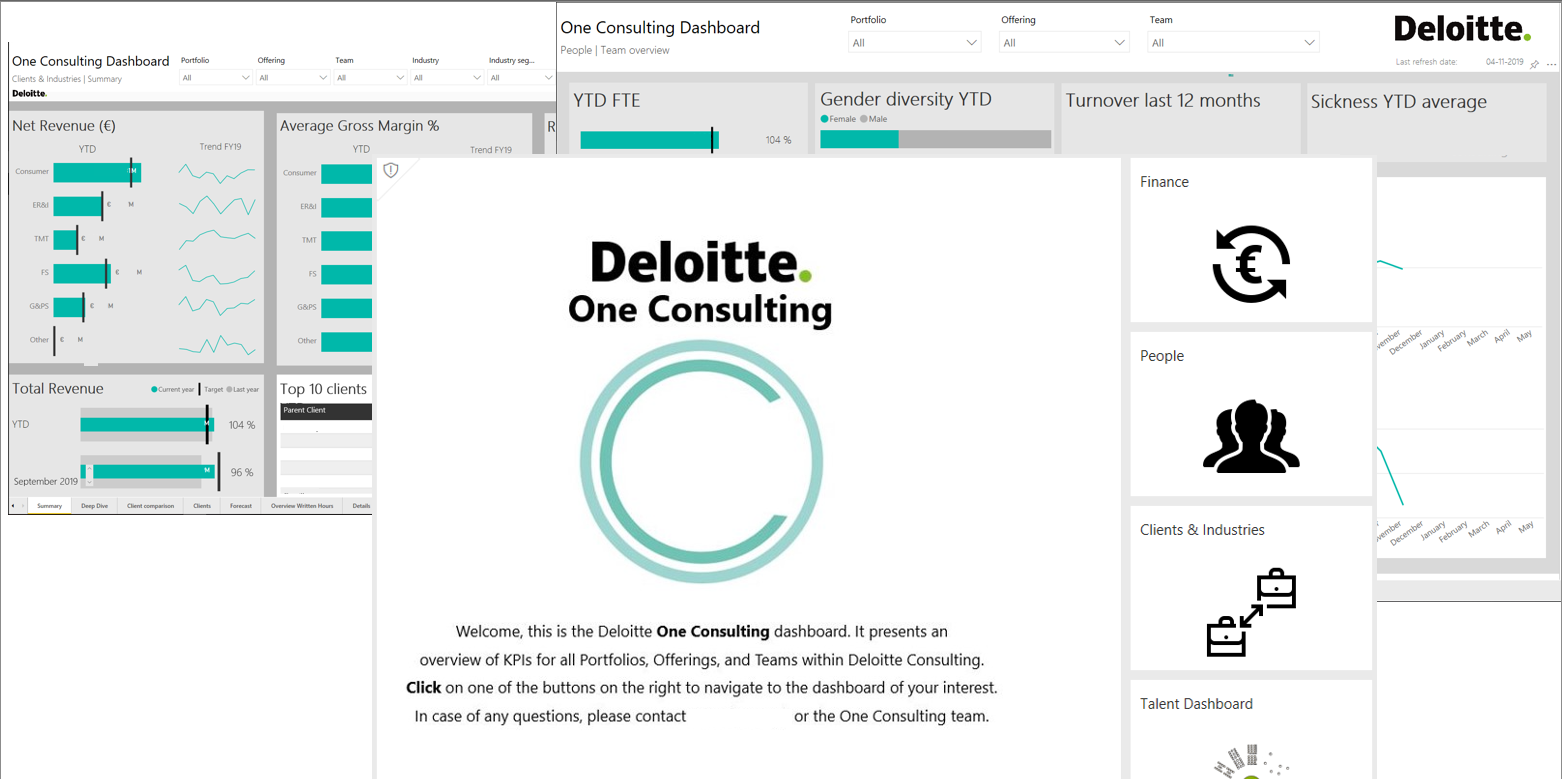 One Consulting Dashboard
Clients & Industries | Summary
Deloitte.
Portfolio
All
Offering
All
Team
All
Industry
All
Industry seg...
All
Net Revenue (€)
YTD
Trend FY19
Consumer
M
ER&I
€ M
TMT
€ M
FS
€ M
G&PS
€ M
Other
€ M
Average Gross Margin %
YTD
Trend FY19
Consumer
ER&I
TMT
FS
G&PS
Other
R
Total Revenue
Current year
Target
Last year
YTD
M
104 %
September 2019
M
96 %
Top 10 clients
Parent Client
Summary
Deep Dive
Client comparison
Clients
Forecast
Overview Written Hours
Details
One Consulting Dashboard
People | Team overview
Portfolio
All
Offering
All
Team
All
Deloitte.
Last refresh date:
04-11-2019
...
YTD FTE
104 %
Gender diversity YTD
Female
Male
Turnover last 12 months
Sickness YTD average
vember
December
January
February
March
April
May
vember
December
January
February
March
April
May
Deloitte.
One Consulting
Welcome, this is the Deloitte One Consulting dashboard. It presents an
overview of KPIs for all Portfolios, Offerings, and Teams within Deloitte Consulting.
Click on one of the buttons on the right to navigate to the dashboard of your interest.
In case of any questions, please contact or the One Consulting team.
Finance
€
People
Clients & Industries
Talent Dashboard